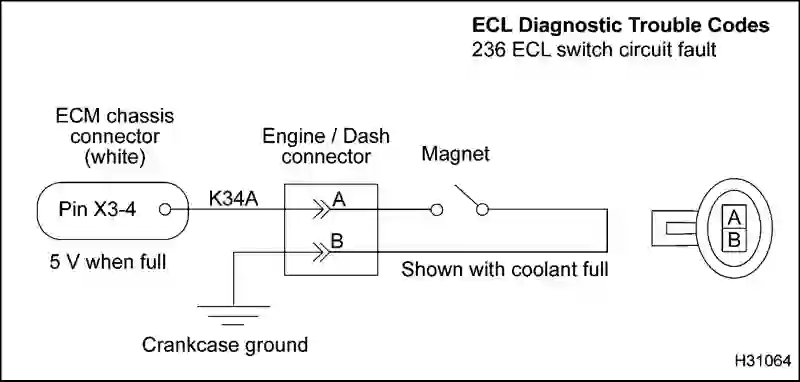 ECL Diagnostic Trouble Codes
236 ECL switch circuit fault
ECM chassis
connector
(white)
Engine / Dash
connector
Magnet
Pin X3-4
K34A
A
B
5 V when full
Shown with coolant full
Crankcase ground
A
B
H31064